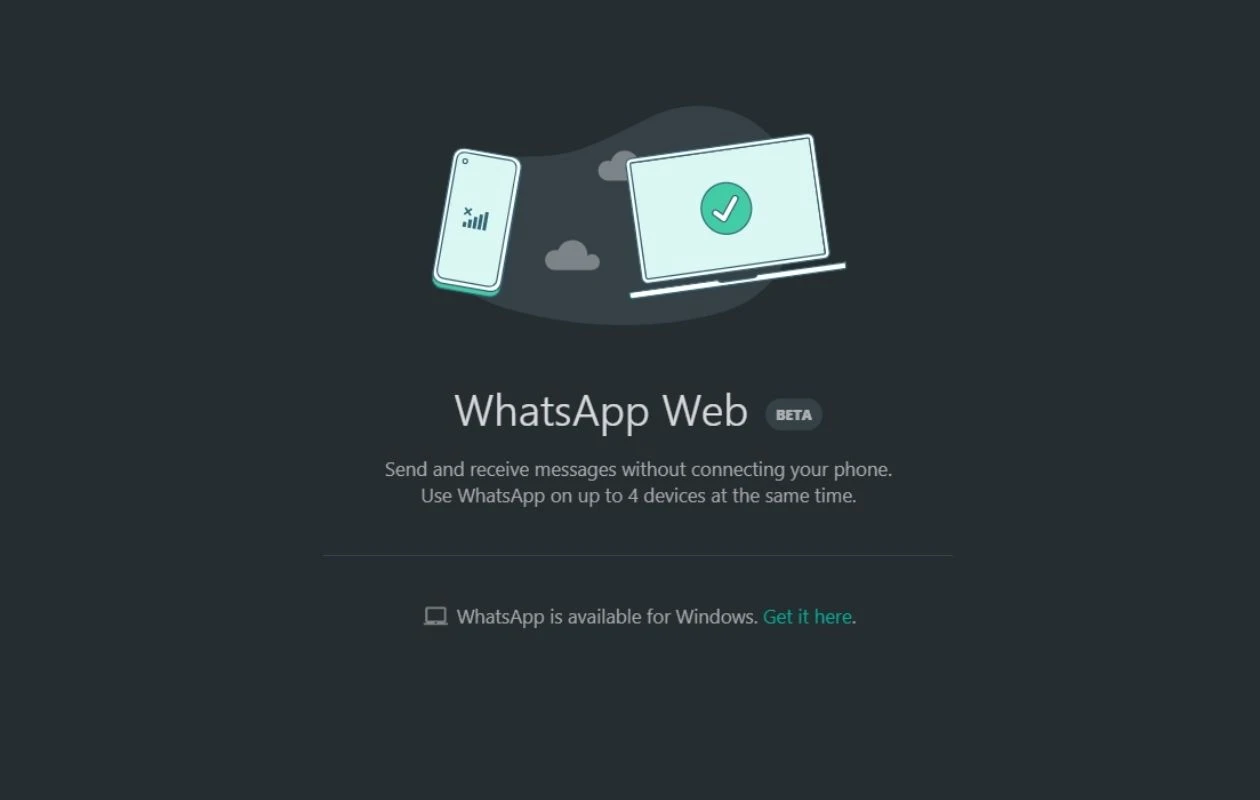 WhatsApp Web BETA
Send and receive messages without connecting your phone.
Use WhatsApp on up to 4 devices at the same time.
WhatsApp is available for Windows. Get it here.